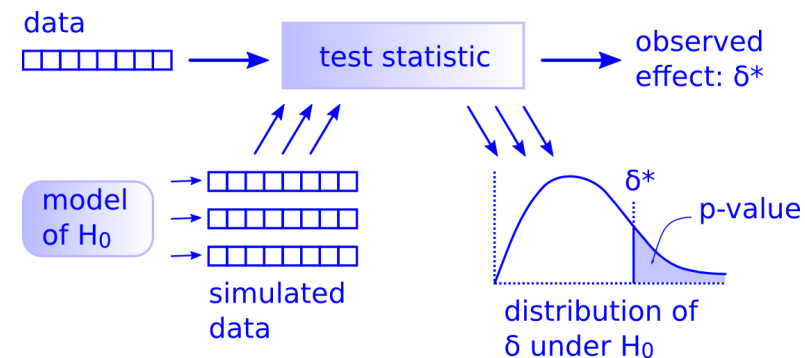 data
test statistic
observed
effect: δ*
model
of H₀
simulated
data
δ*
p-value
distribution of
δ under H₀